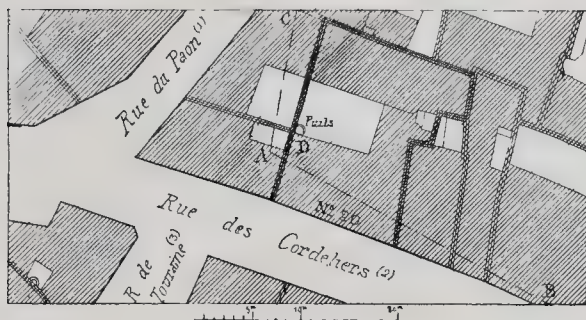 C
Rue du Paon (1)
Puits
A
D
Nº 20
Rue des Cordeliers (2)
R. de
Touraine (3)
B